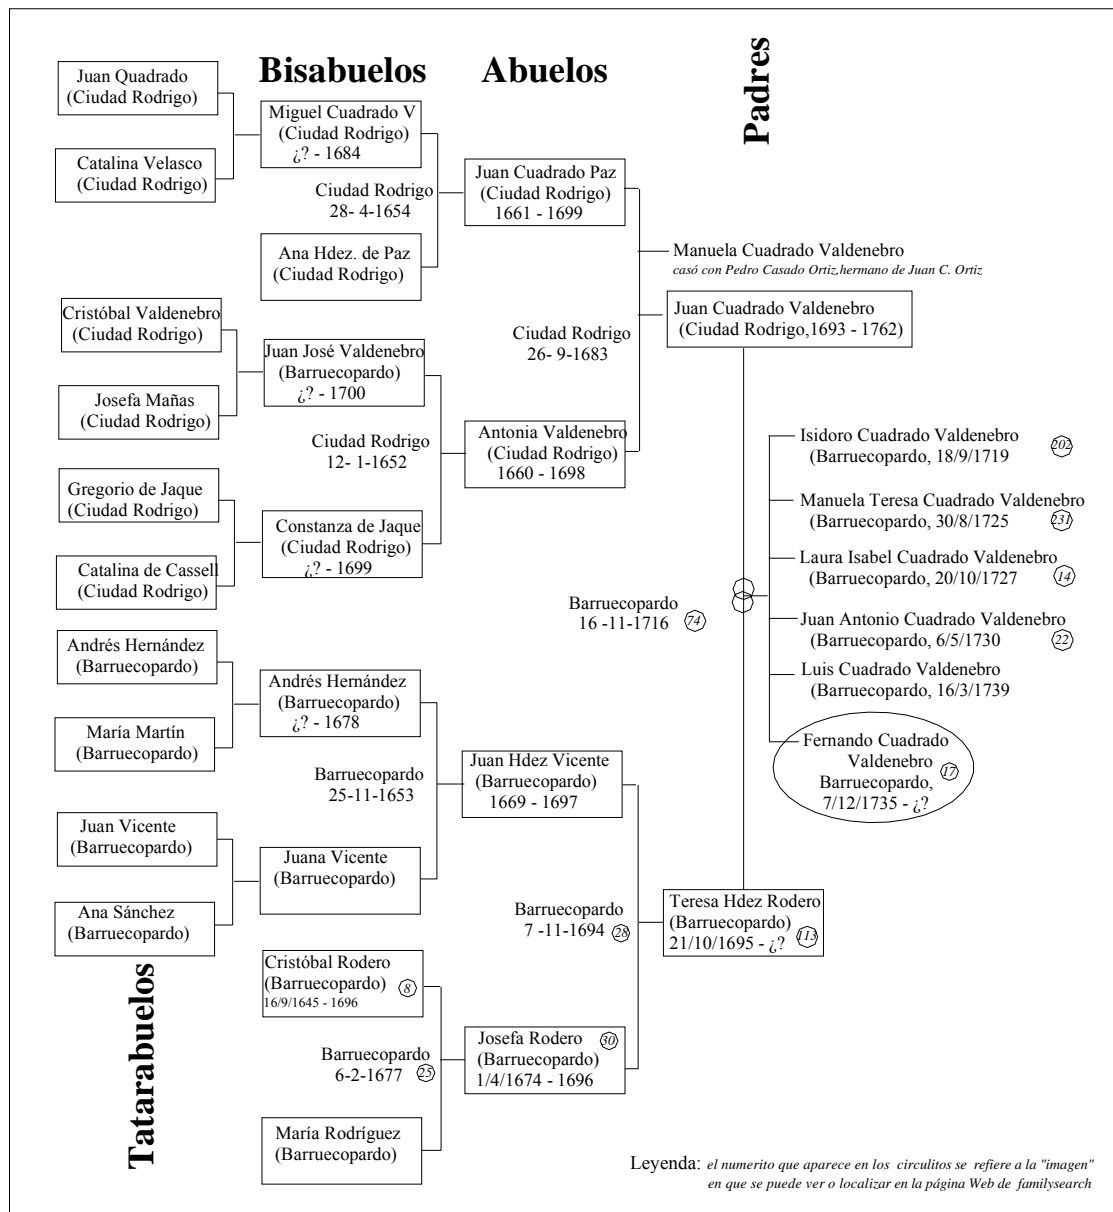 Bisabuelos
Abuelos
Padres
Juan Quadrado
(Ciudad Rodrigo)
Catalina Velasco
(Ciudad Rodrigo)
Cristóbal Valdenebro
(Ciudad Rodrigo)
Josefa Mañas
(Ciudad Rodrigo)
Gregorio de Jaque
(Ciudad Rodrigo)
Catalina de Cassell
(Ciudad Rodrigo)
Andrés Hernández
(Barruecopardo)
María Martín
(Barruecopardo)
Juan Vicente
(Barruecopardo)
Ana Sánchez
(Barruecopardo)
Tatarabuelos
Miguel Cuadrado V
(Ciudad Rodrigo)
¿? - 1684
Ciudad Rodrigo
28- 4-1654
Ana Hdez. de Paz
(Ciudad Rodrigo)
Juan José Valdenebro
(Barruecopardo)
¿? - 1700
Ciudad Rodrigo
12- 1-1652
Constanza de Jaque
(Ciudad Rodrigo)
¿? - 1699
Andrés Hernández
(Barruecopardo)
¿? - 1678
Barruecopardo
25-11-1653
Juana Vicente
(Barruecopardo)
Cristóbal Rodero
(Barruecopardo) 8
16/9/1645 - 1696
Barruecopardo
6-2-1677 25
María Rodríguez
(Barruecopardo)
Juan Cuadrado Paz
(Ciudad Rodrigo)
1661 - 1699
Ciudad Rodrigo
26- 9-1683
Antonia Valdenebro
(Ciudad Rodrigo)
1660 - 1698
Juan Hdez Vicente
(Barruecopardo)
1669 - 1697
Barruecopardo
7 -11-1694 28
Josefa Rodero 30
(Barruecopardo)
1/4/1674 - 1696
Manuela Cuadrado Valdenebro
casó con Pedro Casado Ortiz,hermano de Juan C. Ortiz
Juan Cuadrado Valdenebro
(Ciudad Rodrigo,1693 - 1762)
Barruecopardo
16 -11-1716 74
Teresa Hdez Rodero
(Barruecopardo)
21/10/1695 - ¿? 113
Isidoro Cuadrado Valdenebro
(Barruecopardo, 18/9/1719 202
Manuela Teresa Cuadrado Valdenebro
(Barruecopardo, 30/8/1725 231
Laura Isabel Cuadrado Valdenebro
(Barruecopardo, 20/10/1727 14
Juan Antonio Cuadrado Valdenebro
(Barruecopardo, 6/5/1730 22
Luis Cuadrado Valdenebro
(Barruecopardo, 16/3/1739
Fernando Cuadrado
Valdenebro
Barruecopardo, 17
7/12/1735 - ¿?
Leyenda: el numerito que aparece en los circulitos se refiere a la "imagen"
en que se puede ver o localizar en la página Web de familysearch